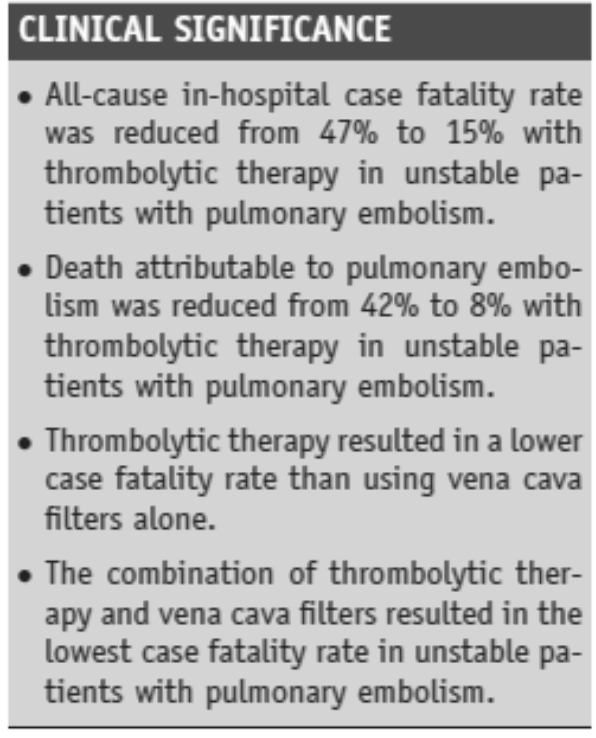 CLINICAL SIGNIFICANCE
• All-cause in-hospital case fatality rate
was reduced from 47% to 15% with
thrombolytic therapy in unstable pa-
tients with pulmonary embolism.
• Death attributable to pulmonary embo-
lism was reduced from 42% to 8% with
thrombolytic therapy in unstable pa-
tients with pulmonary embolism.
• Thrombolytic therapy resulted in a lower
case fatality rate than using vena cava
filters alone.
• The combination of thrombolytic ther-
apy and vena cava filters resulted in the
lowest case fatality rate in unstable pa-
tients with pulmonary embolism.